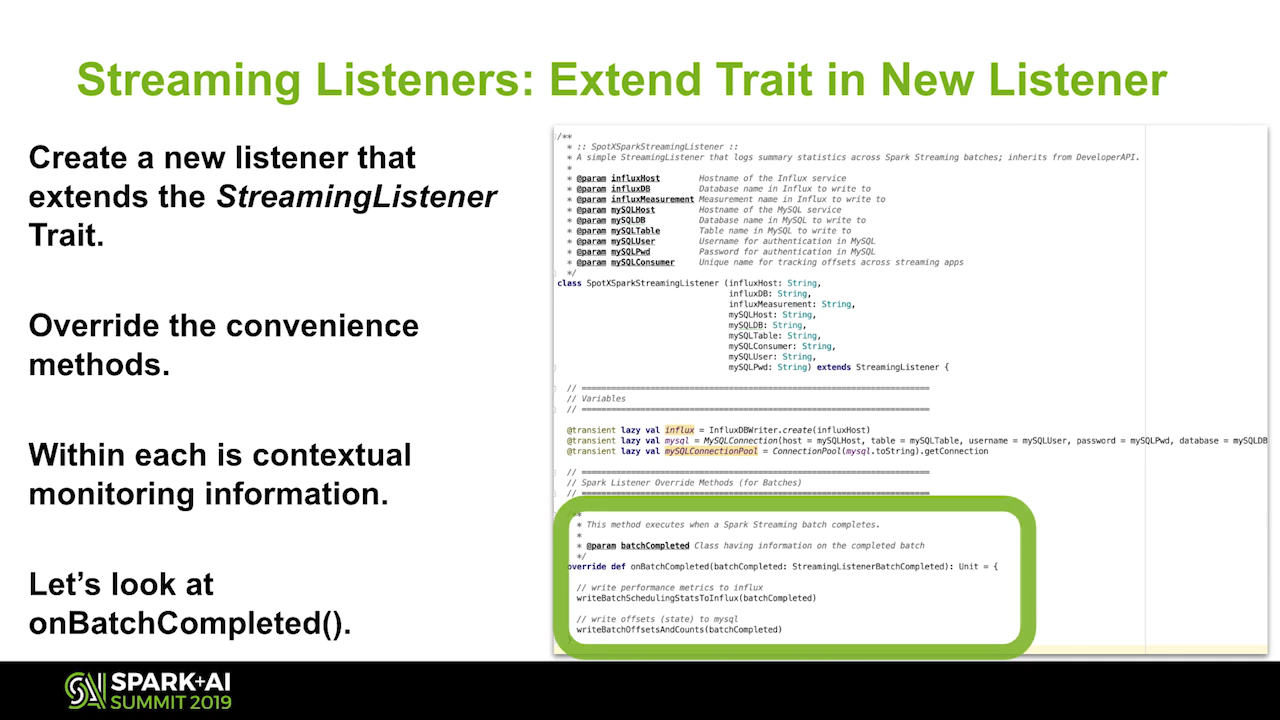 Streaming Listeners: Extend Trait in New Listener
Create a new listener that
extends the StreamingListener
Trait.
Override the convenience
methods.
Within each is contextual
monitoring information.
Let's look at
onBatchCompleted().
/**
* :: SpotXSparkStreamingListener ::
* A simple StreamingListener that logs summary statistics across Spark Streaming batches; inherits from DeveloperAPI.
*
* @param influxHost Hostname of the Influx service
* @param influxDB Database name in Influx to write to
* @param influxMeasurement Measurement name in Influx to write to
* @param mySQLHost Hostname of the MySQL service
* @param mySQLDB Database name in MySQL to write to
* @param mySQLTable Table name in MySQL to write to
* @param mySQLUser Username for authentication in MySQL
* @param mySQLPwd Password for authentication in MySQL
* @param mySQLConsumer Unique name for tracking offsets across streaming apps
*/
class SpotXSparkStreamingListener (influxHost: String,
influxDB: String,
influxMeasurement: String,
mySQLHost: String,
mySQLDB: String,
mySQLTable: String,
mySQLConsumer: String,
mySQLUser: String,
mySQLPwd: String) extends StreamingListener {
// ======================================================================
// Variables
// ======================================================================
@transient lazy val influx = InfluxDBWriter.create(influxHost)
@transient lazy val mysql = MySQLConnection(host = mySQLHost, table = mySQLTable, username = mySQLUser, password = mySQLPwd, database = mySQLDB
@transient lazy val mySQLConnectionPool = ConnectionPool(mysql.toString).getConnection
// ======================================================================
// Spark Listener Override Methods (for Batches)
// ======================================================================
/**
* This method executes when a Spark Streaming batch completes.
*
* @param batchCompleted Class having information on the completed batch
*/
override def onBatchCompleted(batchCompleted: StreamingListenerBatchCompleted): Unit = {
// write performance metrics to influx
writeBatchSchedulingStatsToInflux(batchCompleted)
// write offsets (state) to mysql
writeBatchOffsetsAndCounts(batchCompleted)
SPARK+AI
SUMMIT 2019